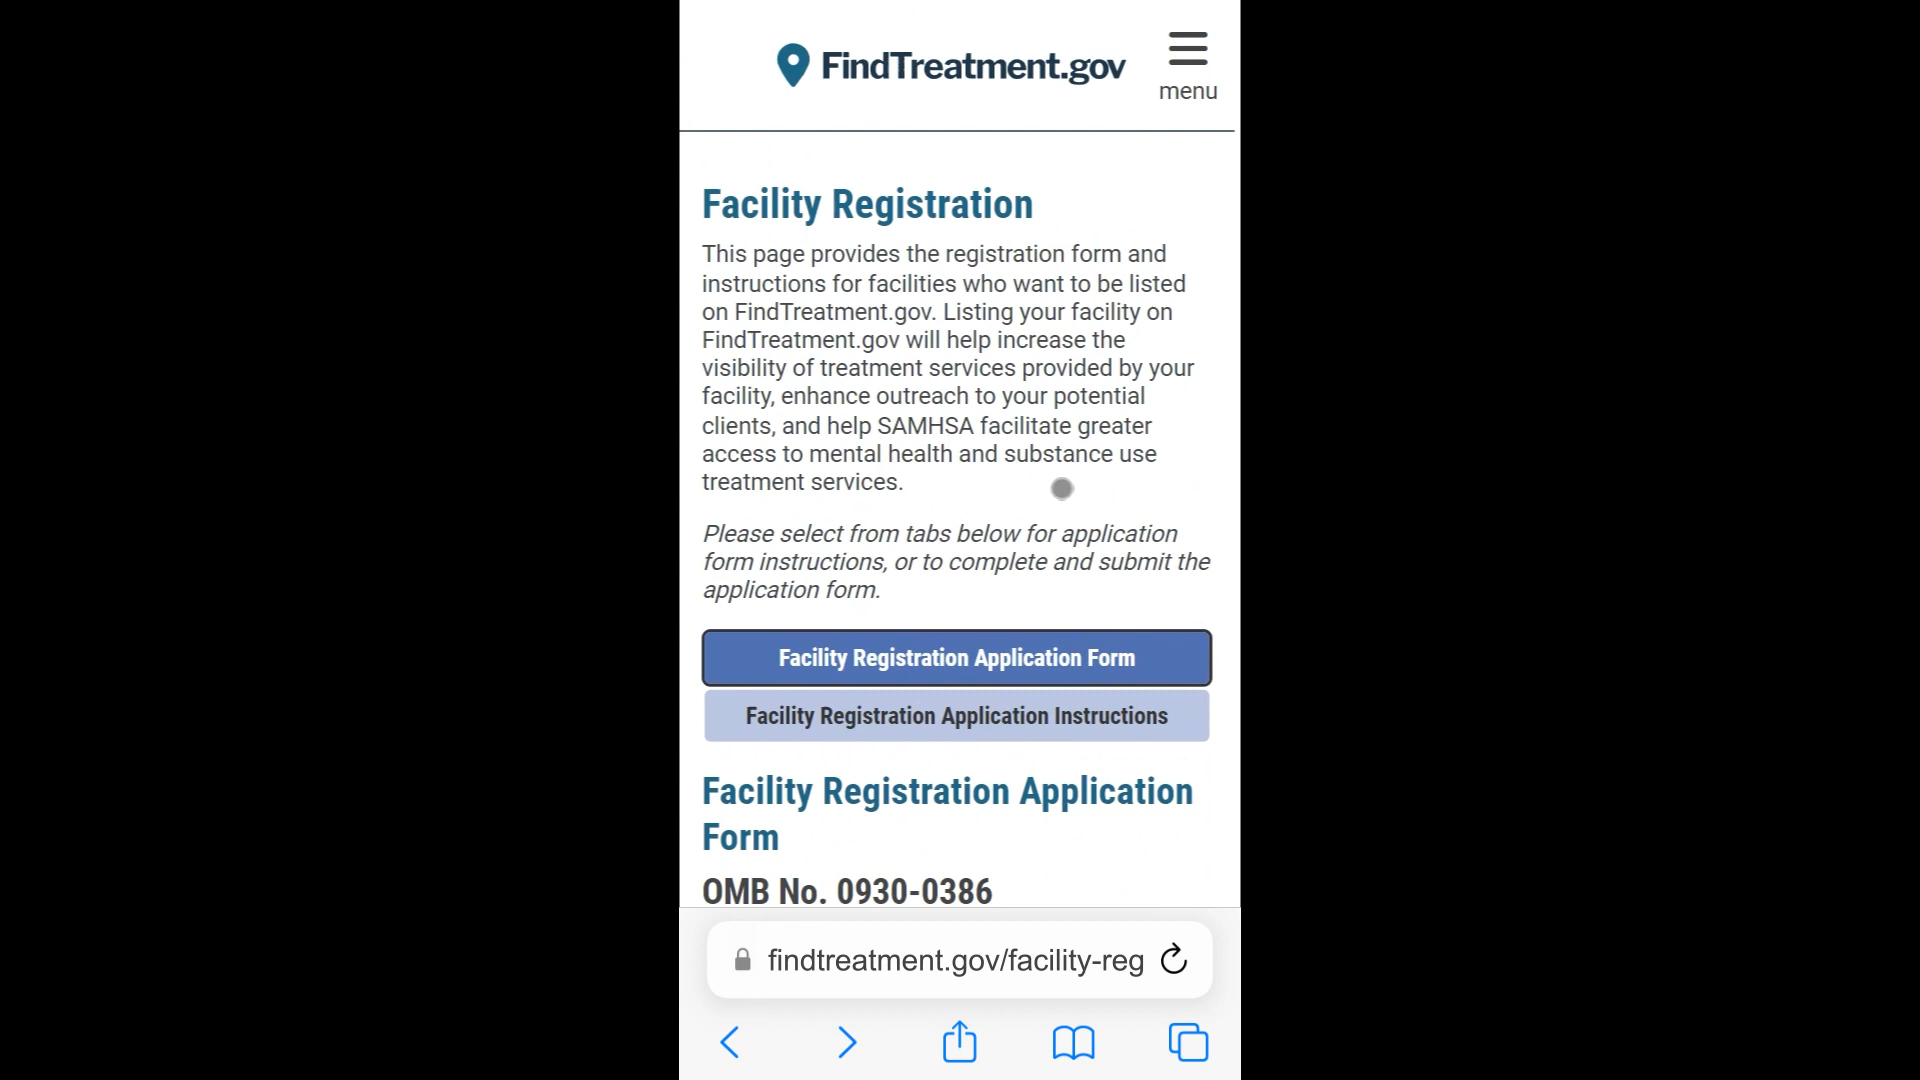 FindTreatment.gov
menu
Facility Registration
This page provides the registration form and
instructions for facilities who want to be listed
on FindTreatment.gov. Listing your facility on
FindTreatment.gov will help increase the
visibility of treatment services provided by your
facility, enhance outreach to your potential
clients, and help SAMHSA facilitate greater
access to mental health and substance use
treatment services.
Please select from tabs below for application
form instructions, or to complete and submit the
application form.
Facility Registration Application Form
Facility Registration Application Instructions
Facility Registration Application
Form
OMB No. 0930-0386
findtreatment.gov/facility-reg